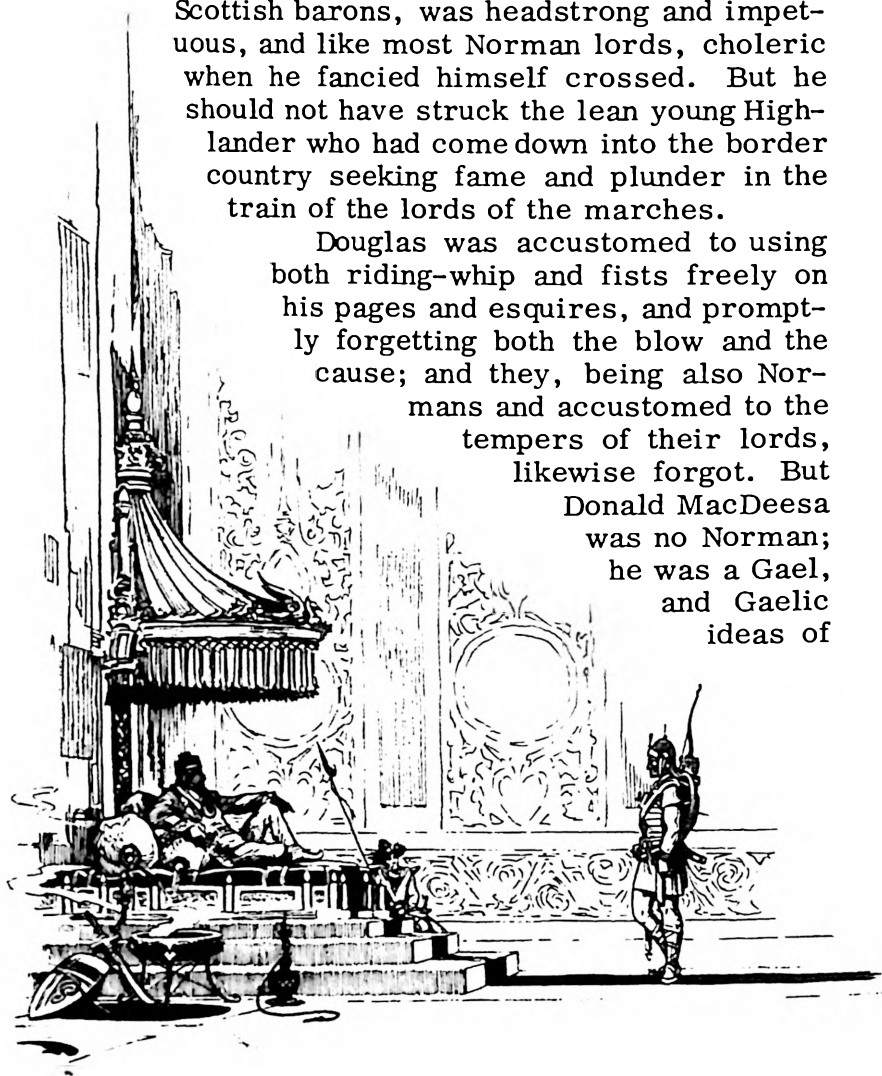 Scottish barons, was headstrong and impet-
uous, and like most Norman lords, choleric
when he fancied himself crossed. But he
should not have struck the lean young High-
lander who had come down into the border
country seeking fame and plunder in the
train of the lords of the marches.
Douglas was accustomed to using
both riding-whip and fists freely on
his pages and esquires, and prompt-
ly forgetting both the blow and the
cause; and they, being also Nor-
mans and accustomed to the
tempers of their lords,
likewise forgot. But
Donald MacDeesa
was no Norman;
he was a Gael,
and Gaelic
ideas of